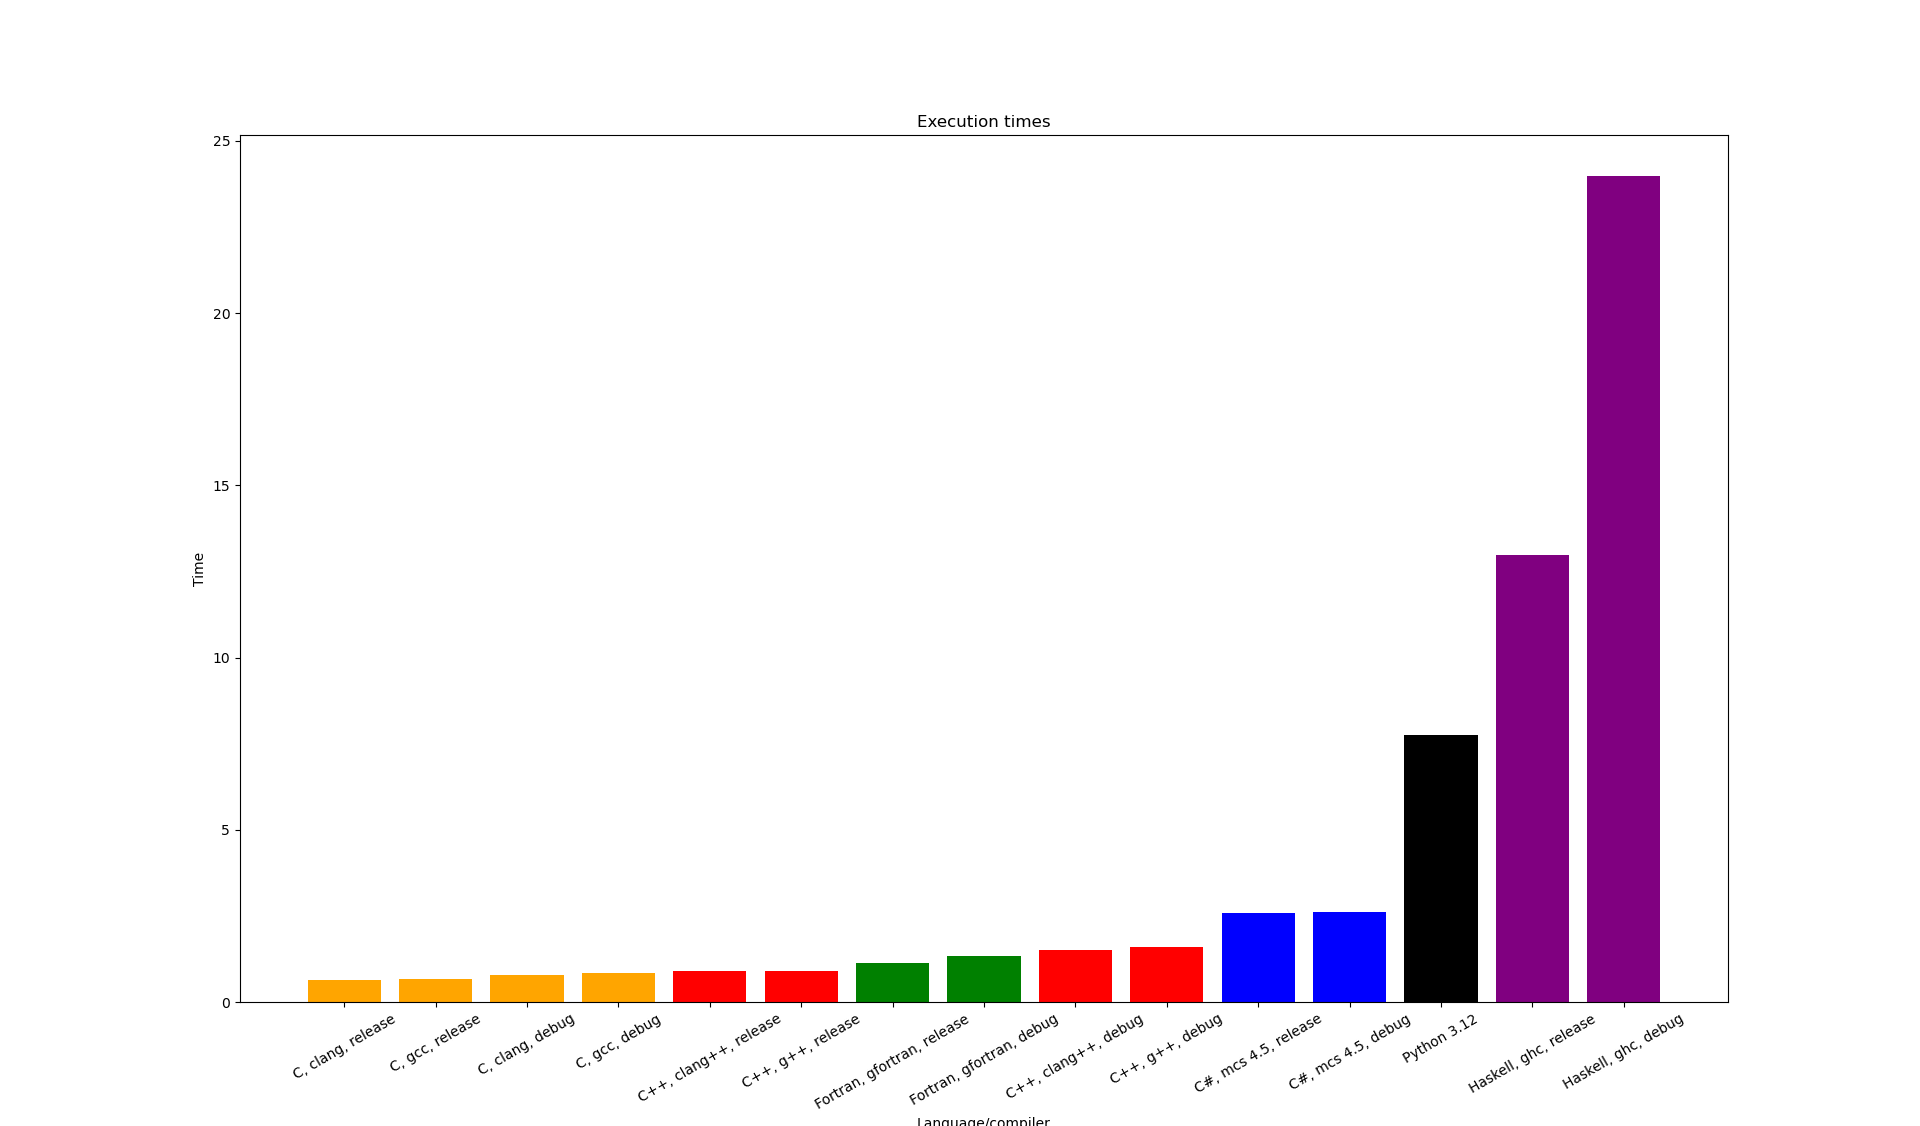 Execution times
25
20
15
10
5
0
Time
C, clang, release
C, gcc, release
C, clang, debug
C, gcc, debug
C++, clang++, release
C++, g++, release
Fortran, gfortran, release
Fortran, gfortran, debug
C++, clang++, debug
C++, g++, debug
C#, mcs 4.5, release
C#, mcs 4.5, debug
Python 3.12
Haskell, ghc, release
Haskell, ghc, debug
Language/compiler